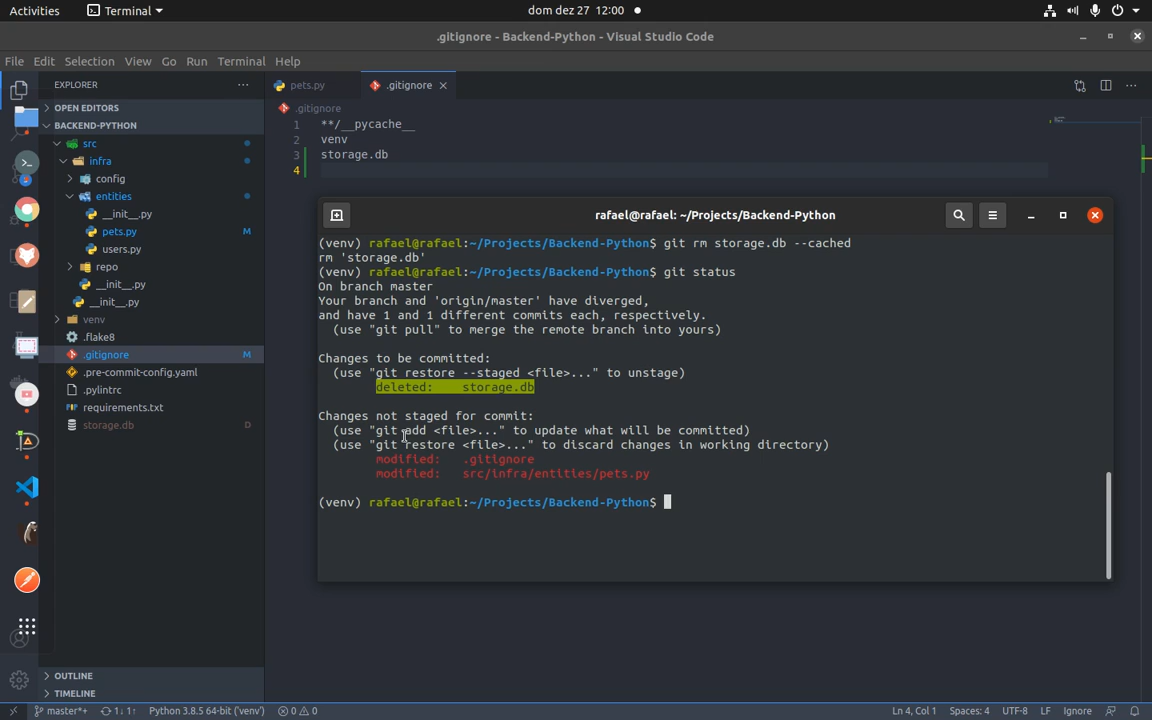 Activities
Terminal
dom dez 27 12:00
.gitignore - Backend-Python - Visual Studio Code
File Edit Selection View Go Run Terminal Help
EXPLORER
pets.py
.gitignore
OPEN EDITORS
BACKEND-PYTHON
src
infra
config
entities
__init__.py
pets.py M
users.py
repo
__init__.py
__init__.py
venv
.flake8
.gitignore M
.pre-commit-config.yaml
.pylintrc
requirements.txt
storage.db D
OUTLINE
TIMELINE
.gitignore
1 **/__pycache__
2 venv
3 storage.db
4
rafael@rafael: ~/Projects/Backend-Python
(venv) rafael@rafael:~/Projects/Backend-Python$ git rm storage.db --cached
rm 'storage.db'
(venv) rafael@rafael:~/Projects/Backend-Python$ git status
On branch master
Your branch and 'origin/master' have diverged,
and have 1 and 1 different commits each, respectively.
(use "git pull" to merge the remote branch into yours)
Changes to be committed:
(use "git restore --staged <file>..." to unstage)
deleted: storage.db
Changes not staged for commit:
(use "git add <file>..." to update what will be committed)
(use "git restore <file>..." to discard changes in working directory)
modified: .gitignore
modified: src/infra/entities/pets.py
(venv) rafael@rafael:~/Projects/Backend-Python$
master*+ 1↓ 1↑ Python 3.8.5 64-bit ('venv') 0 0
Ln 4, Col 1 Spaces: 4 UTF-8 LF Ignore